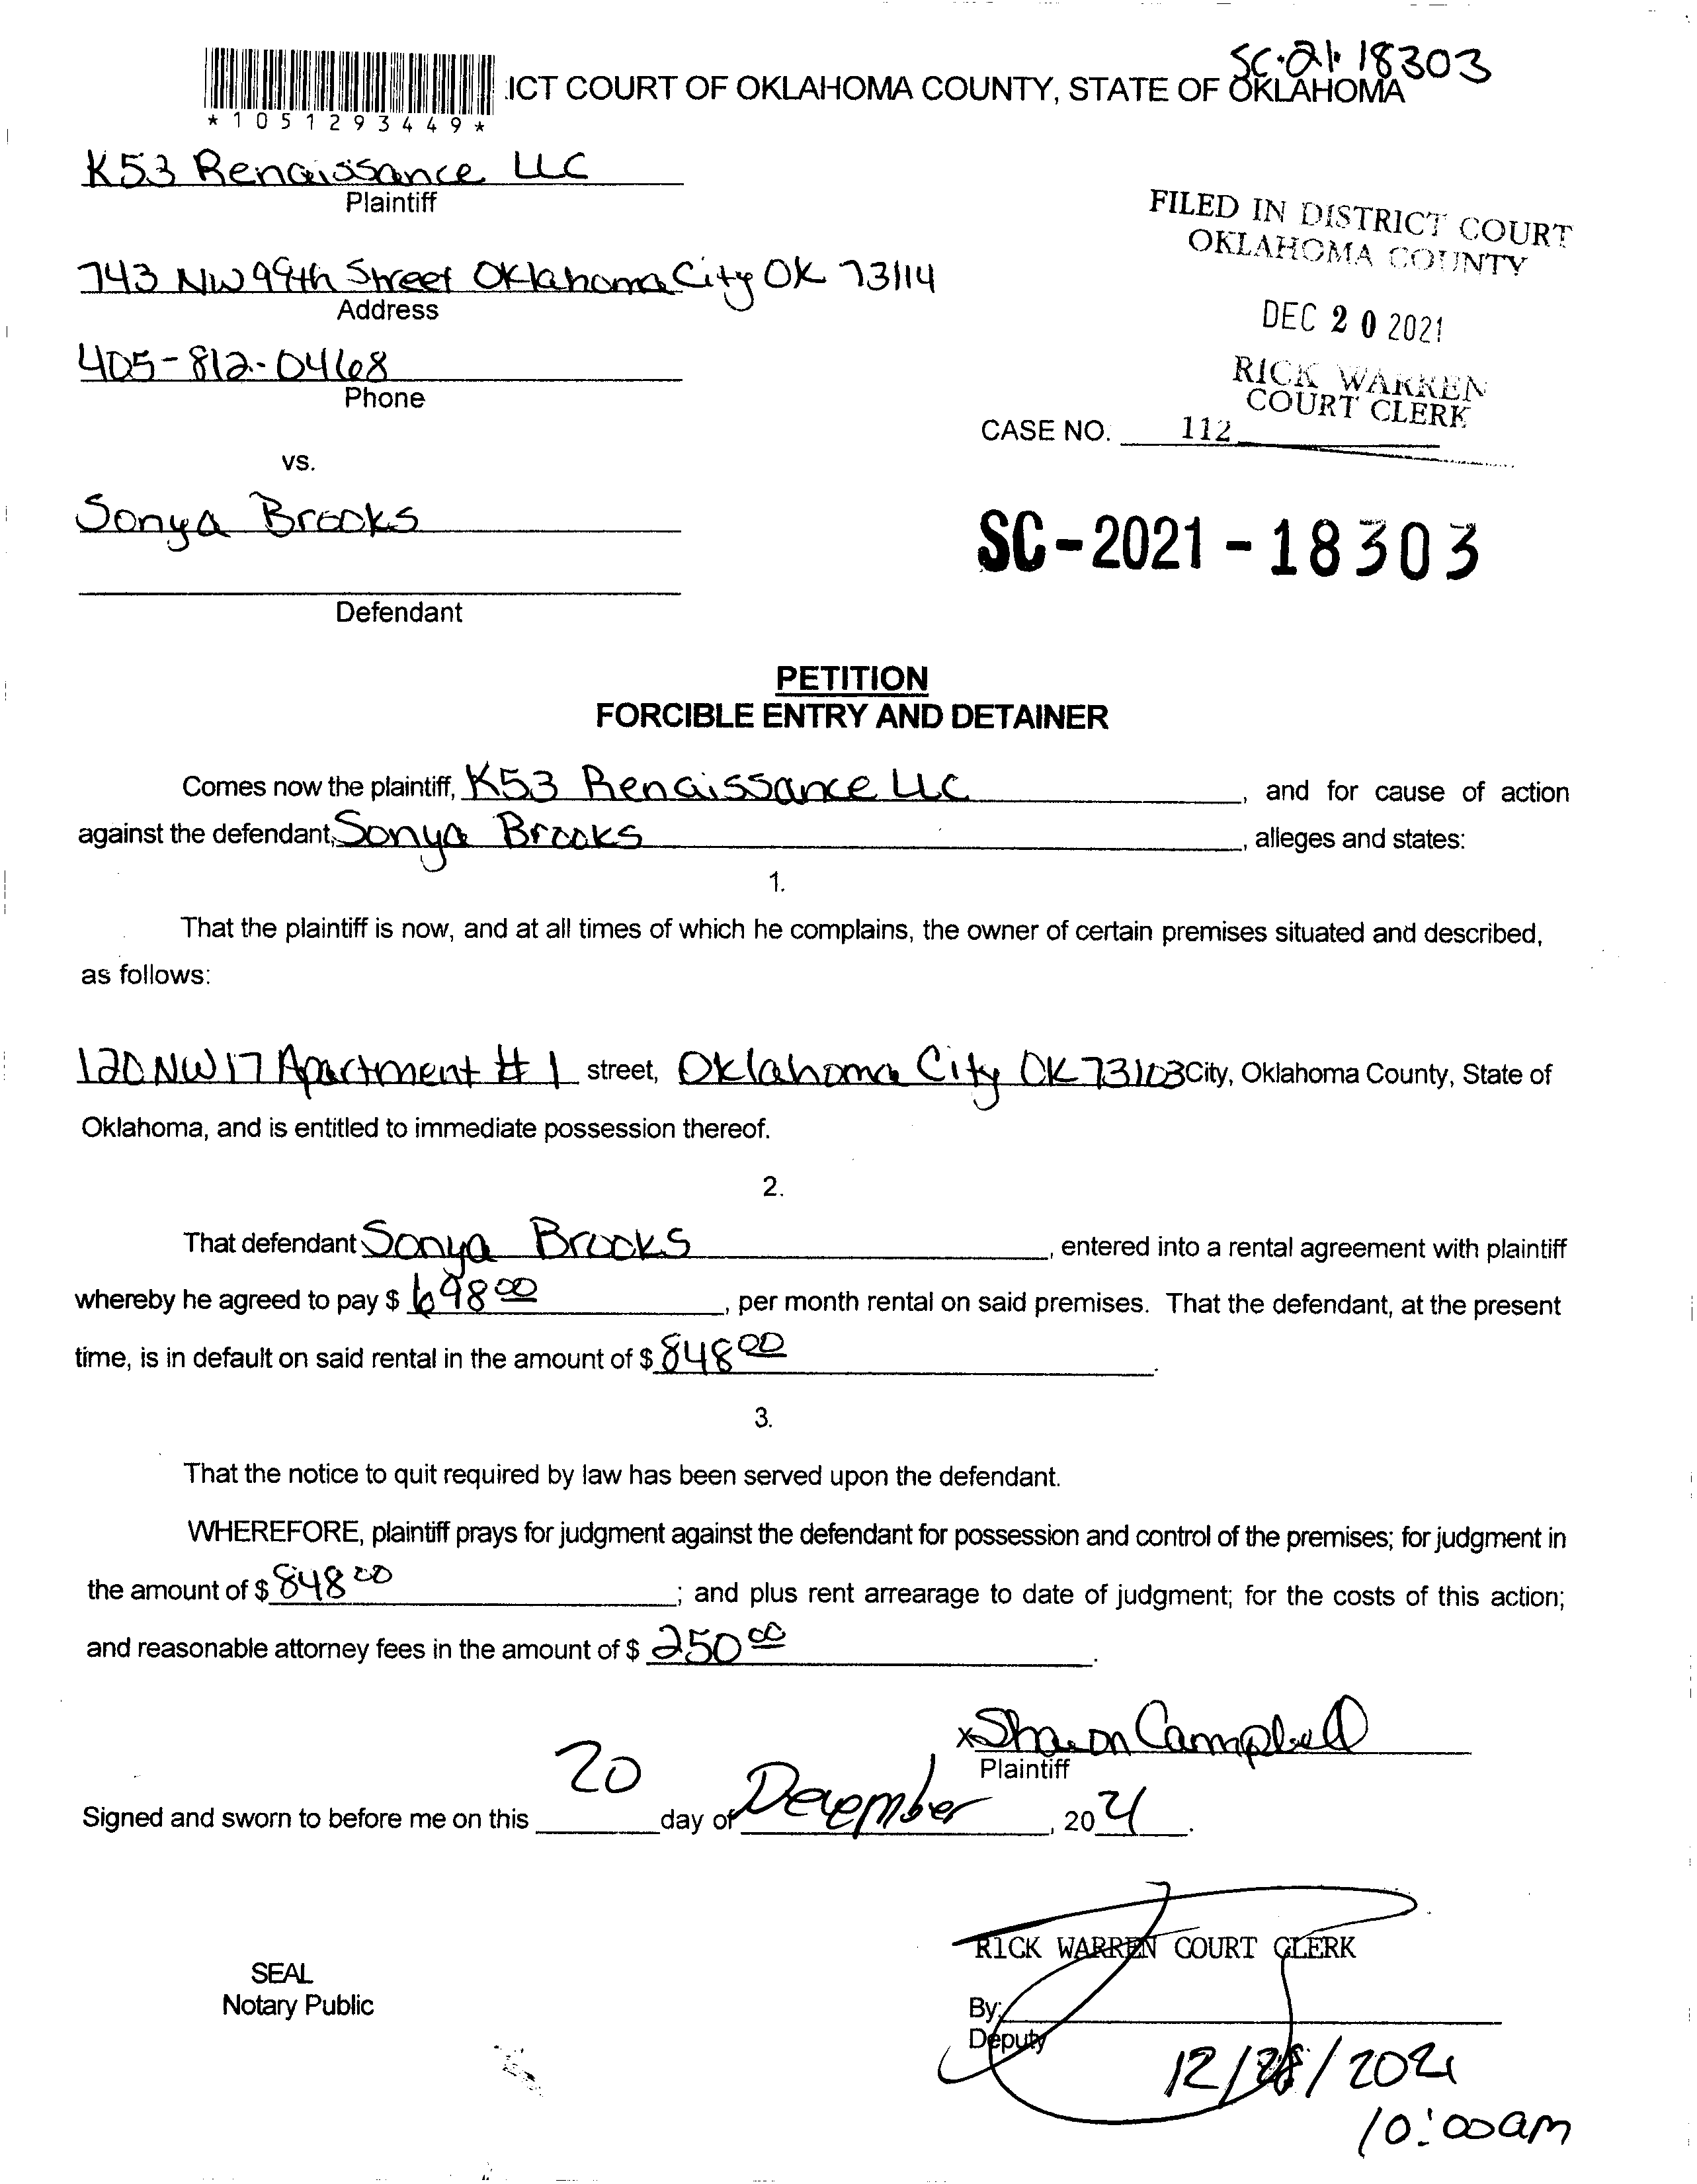 SC-21-18303
ICT COURT OF OKLAHOMA COUNTY, STATE OF OKLAHOMA
*1051293449*
K53 Renaissance LLC
Plaintiff
FILED IN DISTRICT COURT
OKLAHOMA COUNTY
743 NW 99th Street Oklahoma City OK 73114
Address
DEC 20 2021
405-812-0468
Phone
RICK WARREN
COURT CLERK
CASE NO. 112
vs.
Sonya Brooks
SC-2021-18303
Defendant
PETITION
FORCIBLE ENTRY AND DETAINER
Comes now the plaintiff, K53 Renaissance LLC, and for cause of action
against the defendant, Sonya Brooks, alleges and states:
1.
That the plaintiff is now, and at all times of which he complains, the owner of certain premises situated and described,
as follows:
120 NW 17 Apartment # 1 street, Oklahoma City OK 73103 City, Oklahoma County, State of
Oklahoma, and is entitled to immediate possession thereof.
2.
That defendant Sonya Brooks, entered into a rental agreement with plaintiff
whereby he agreed to pay $ 698 00, per month rental on said premises. That the defendant, at the present
time, is in default on said rental in the amount of $ 848 00.
3.
That the notice to quit required by law has been served upon the defendant.
WHEREFORE, plaintiff prays for judgment against the defendant for possession and control of the premises; for judgment in
the amount of $ 848 00; and plus rent arrearage to date of judgment; for the costs of this action;
and reasonable attorney fees in the amount of $ 250 00.
x Sharon Campbell
Plaintiff
Signed and sworn to before me on this 20 day of December, 2021.
RICK WARREN COURT CLERK
SEAL
Notary Public
By:
Deputy
12/28/2021
10:00am